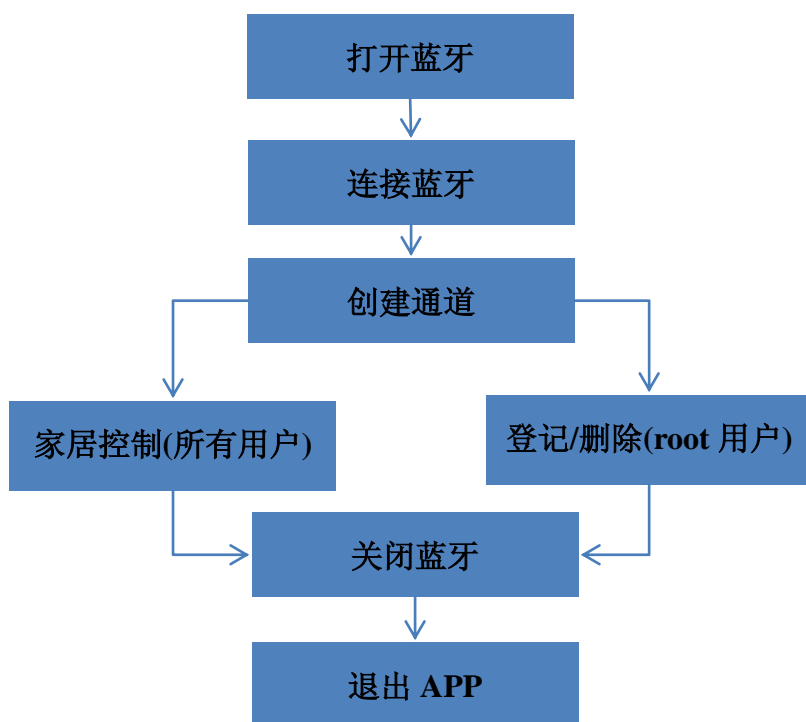 打开蓝牙
连接蓝牙
创建通道
家居控制(所有用户)
登记/删除(root 用户)
关闭蓝牙
退出 APP